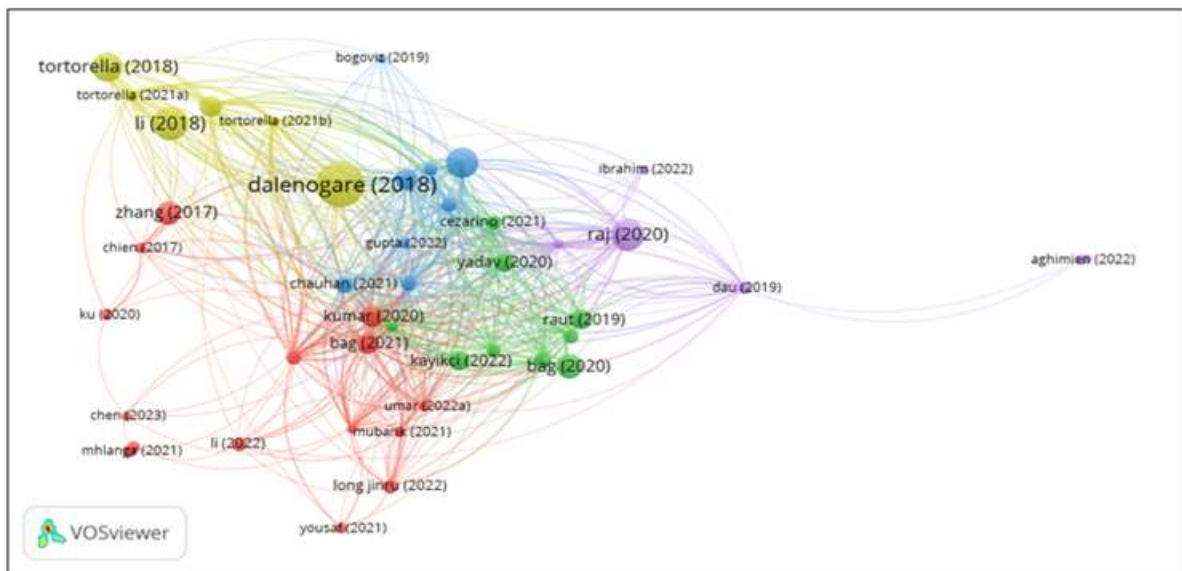 bogovis (2019)
tortorella (2018)
tortorella (2021a)
li (2018)
tortorella (2021b)
ibrahim (2022)
dalenogare (2018)
zhang (2017)
cezarino (2021)
raj (2020)
chien (2017)
gupta (2022)
yadav (2020)
aghimien (2022)
chauhan (2021)
dau (2019)
ku (2020)
kumar (2020)
raut (2019)
bag (2021)
kayikci (2022)
bag (2020)
chen (2023)
umar (2022a)
mubarik (2021)
li (2022)
mhlanga (2021)
long jinru (2022)
yousaf (2021)
VOSviewer